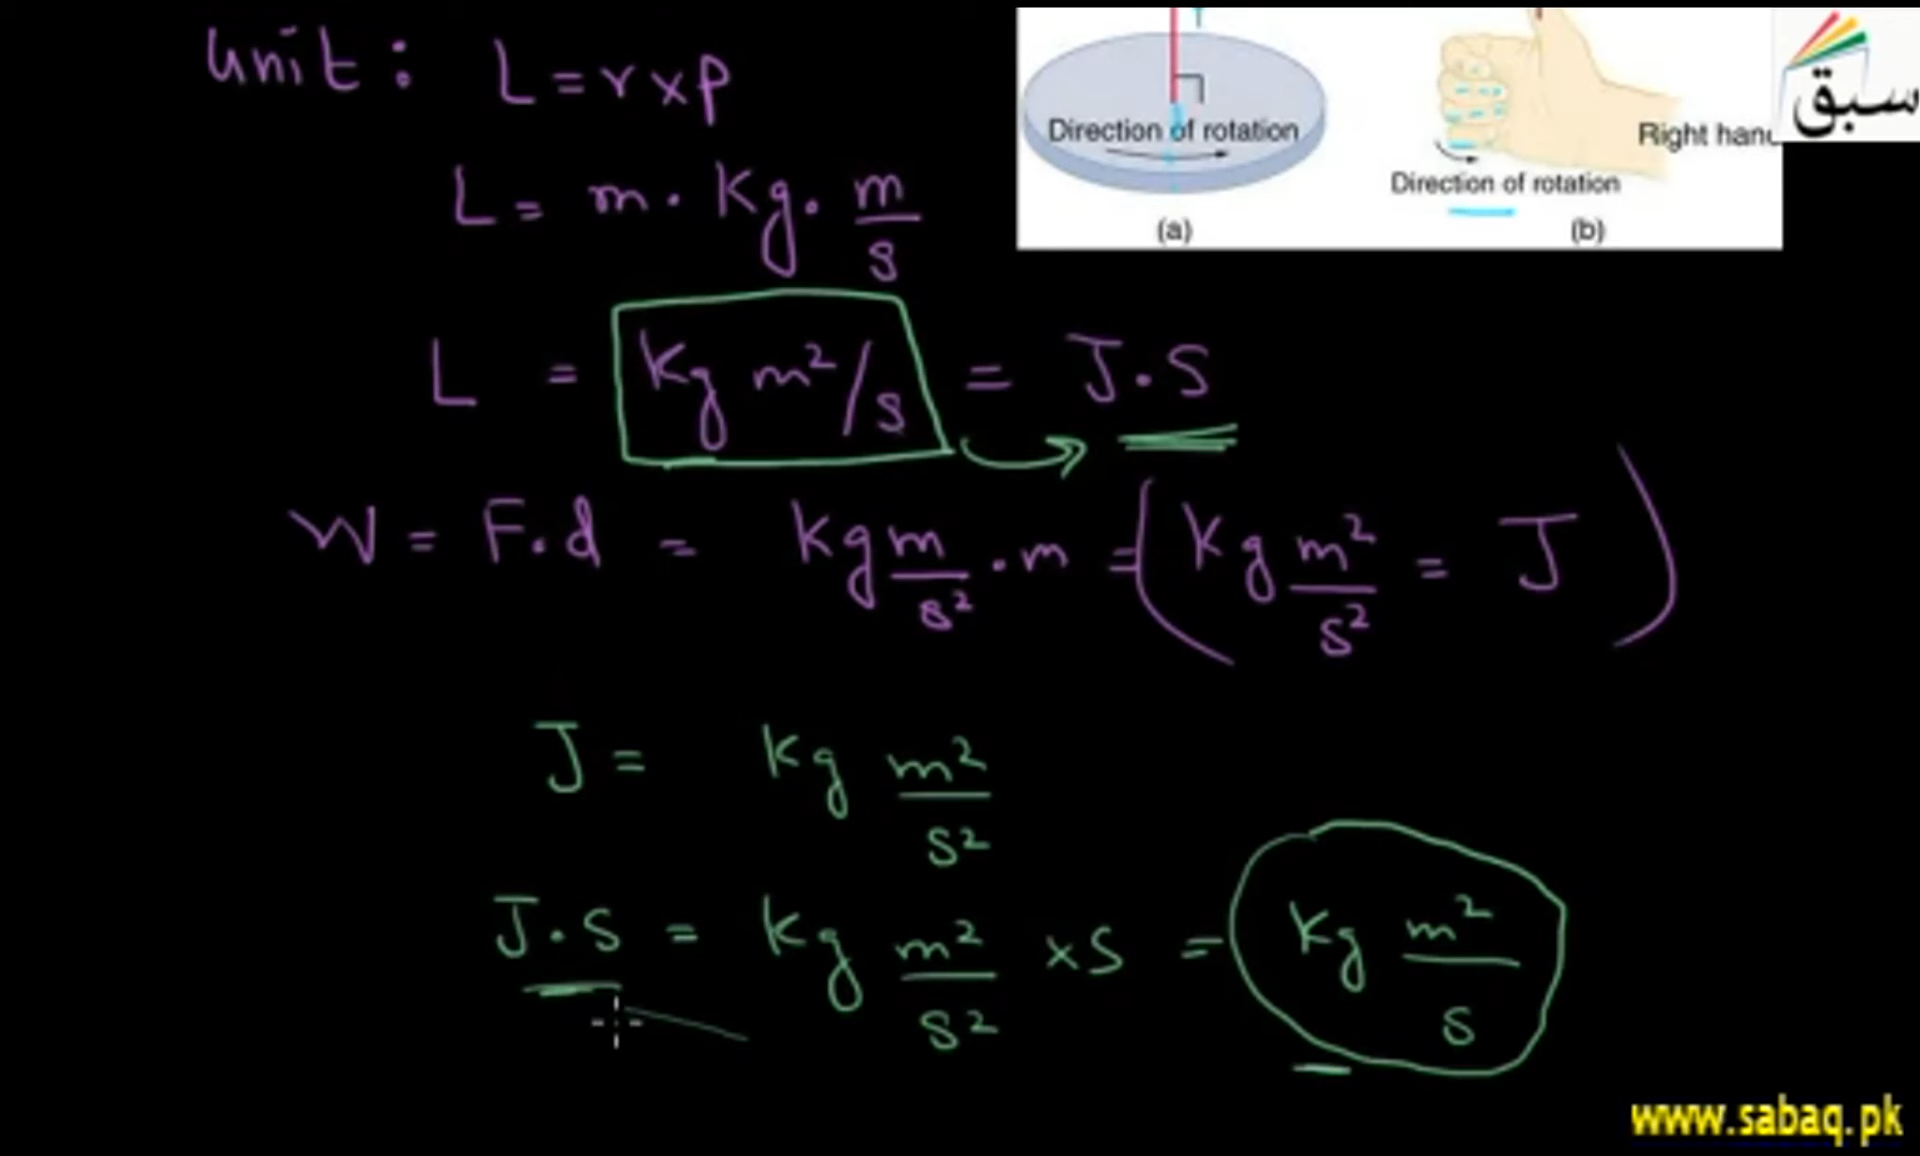 Unit : L = r x p
L = m . Kg . m/s
L = Kg m²/s = J . S
W = F . d = Kg m/s² . m = ( Kg m²/s² = J )
J = Kg m²/s²
J . S = Kg m²/s² x S = Kg m²/s
Direction of rotation
(a)
Right hand
Direction of rotation
(b)
سبق
www.sabaq.pk